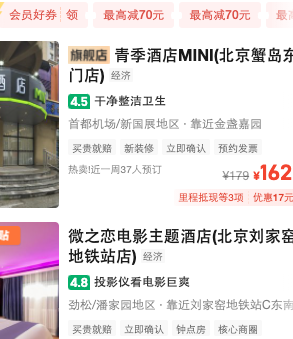 会员好券 领
最高减70元
最高减70元
最高
酒店
旗舰店 青季酒店MINI(北京蟹岛东
门店) 经济
4.5 干净整洁卫生
首都机场/新国展地区 · 靠近金盏嘉园
买贵就赔 新装修 立即确认 预约发票
热卖!近一周37人预订
¥179 ¥162
里程抵现等3项 优惠17元
贴
微之恋电影主题酒店(北京刘家窑
地铁站店) 经济
4.8 投影仪看电影巨爽
劲松/潘家园地区 · 靠近刘家窑地铁站C东南
买贵就赔 立即确认 钟点房 核心商圈